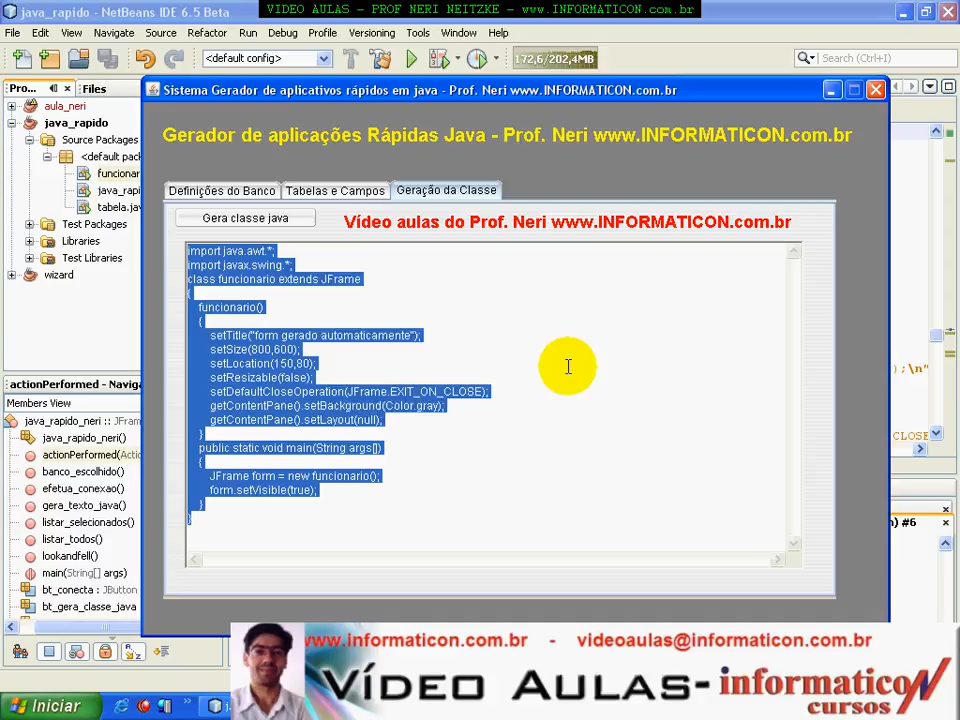 java_rapido - NetBeans IDE 6.5 Beta
VIDEO AULAS - PROF NERI NEITZKE - www.INFORMATICON.com.br
File Edit View Navigate Source Refactor Run Debug Profile Versioning Tools Window Help
<default config>
172,6/202,4MB
Search (Ctrl+I)
Pro... Files
aula_neri
java_rapido
Source Packages
<default pack
funcionar
java_rapi
tabela.jav
Test Packages
Libraries
Test Libraries
wizard
Sistema Gerador de aplicativos rápidos em java - Prof. Neri www.INFORMATICON.com.br
Gerador de aplicações Rápidas Java - Prof. Neri www.INFORMATICON.com.br
Definições do Banco Tabelas e Campos Geração da Classe
Gera classe java
Vídeo aulas do Prof. Neri www.INFORMATICON.com.br
import java.awt.*;
import javax.swing.*;
class funcionario extends JFrame
{
funcionario()
{
setTitle("form gerado automaticamente");
setSize(800,600);
setLocation(150,80);
setResizable(false);
setDefaultCloseOperation(JFrame.EXIT_ON_CLOSE);
getContentPane().setBackground(Color.gray);
getContentPane().setLayout(null);
}
public static void main(String args[])
{
JFrame form = new funcionario();
form.setVisible(true);
}
}
);\n"
CLOSE
) #6
actionPerformed - Naviga
Members View
java_rapido_neri :: JFram
java_rapido_neri()
actionPerformed(Actio
banco_escolhido()
efetua_conexao()
gera_texto_java()
listar_selecionados()
listar_todos()
lookandfell()
main(String[] args)
bt_conecta : JButton
bt_gera_classe_java
www.informaticon.com.br - videoaulas@informaticon.com.br
Vídeo Aulas- informaticon
cursos
Iniciar